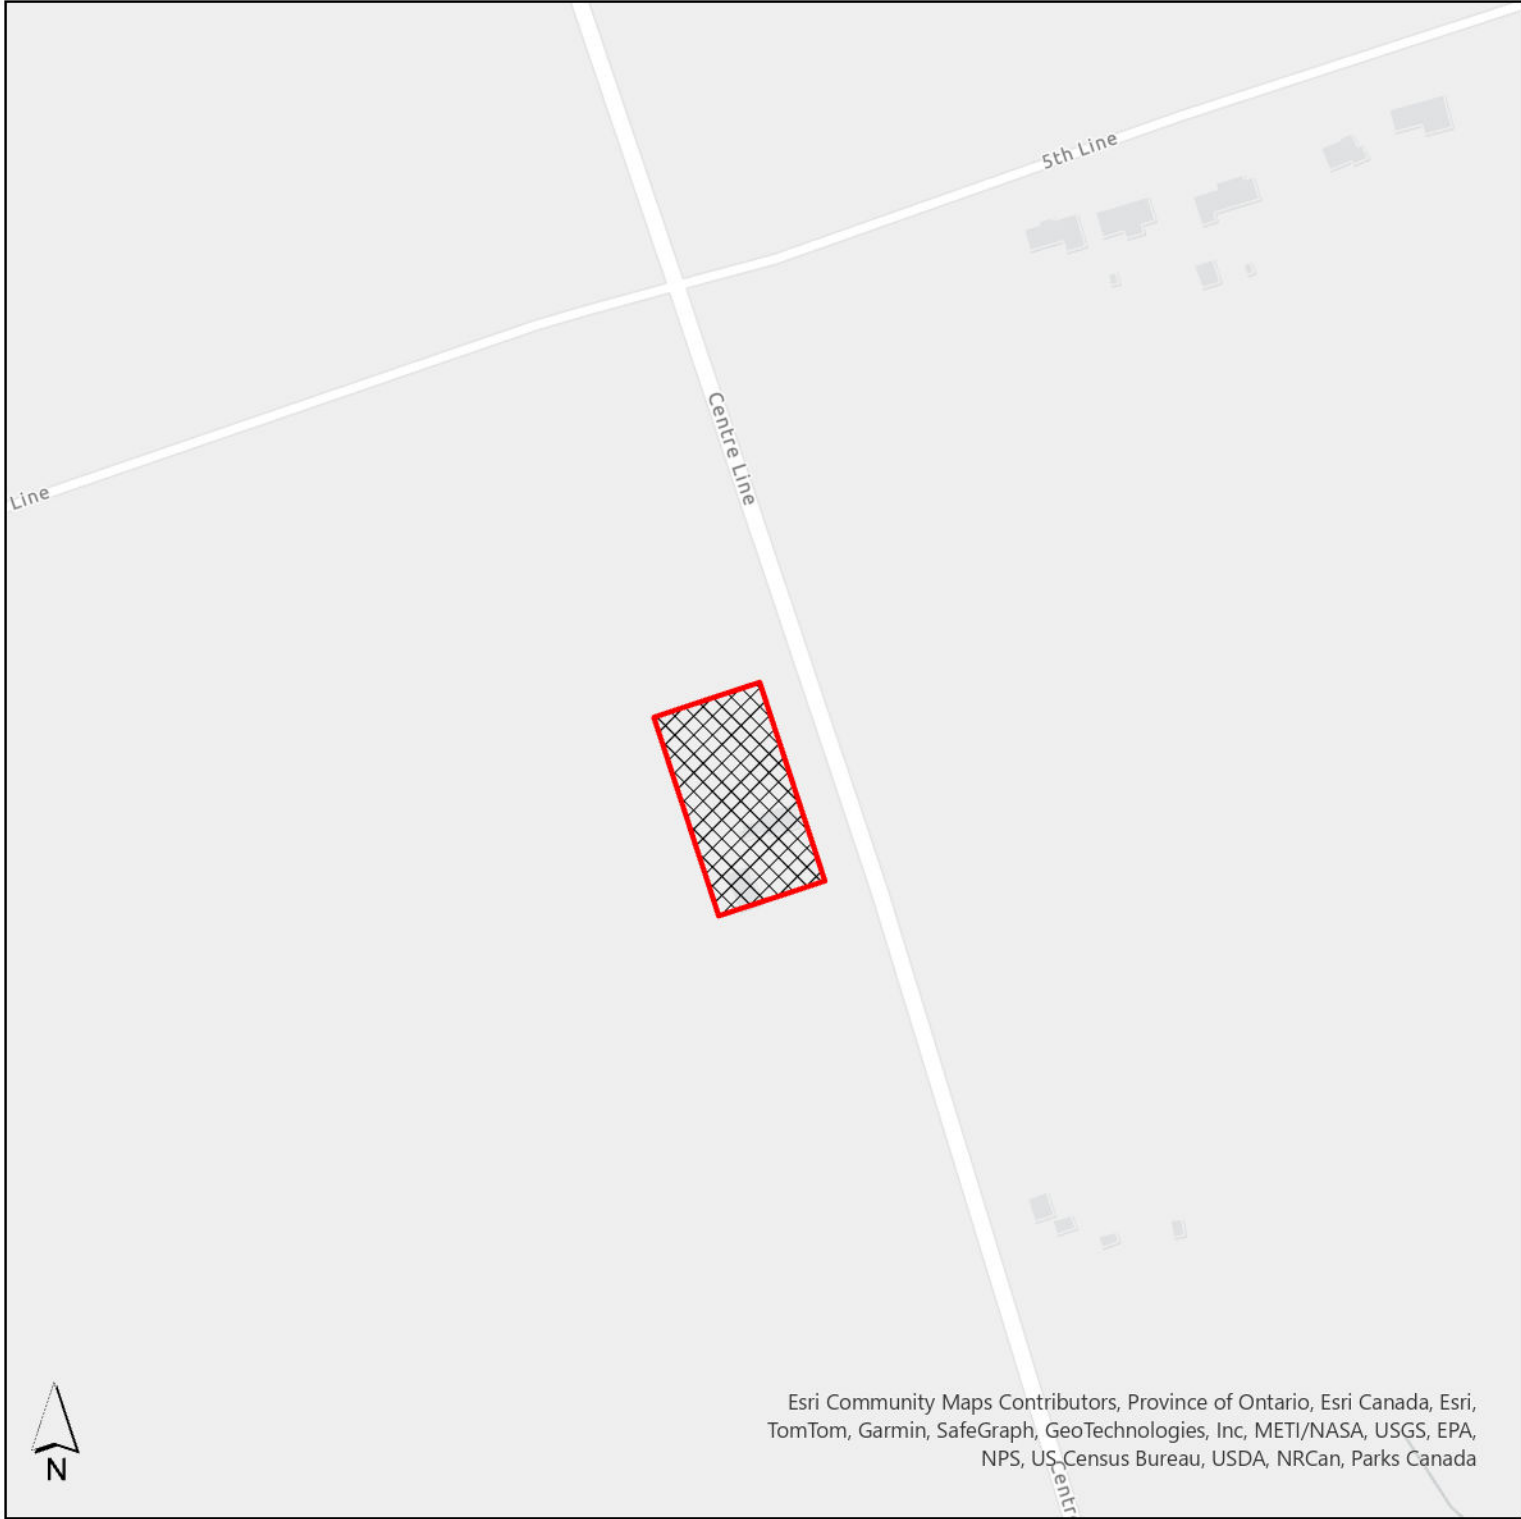 5th Line
Centre Line
Line
Esri Community Maps Contributors, Province of Ontario, Esri Canada, Esri,
TomTom, Garmin, SafeGraph, GeoTechnologies, Inc, METI/NASA, USGS, EPA,
NPS, US Census Bureau, USDA, NRCan, Parks Canada
N
Centr